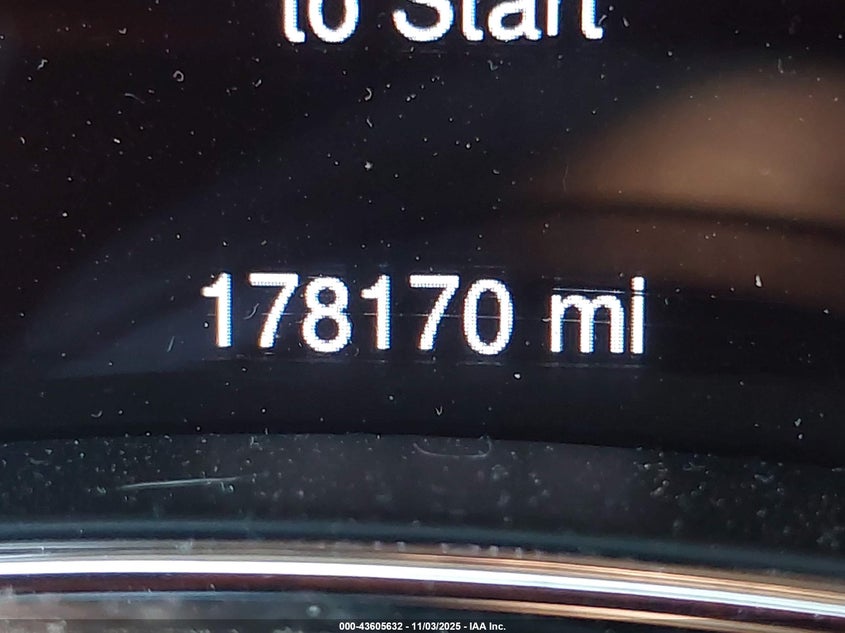 to Start
178170 mi
000-43605632 - 11/03/2025 - IAA Inc.